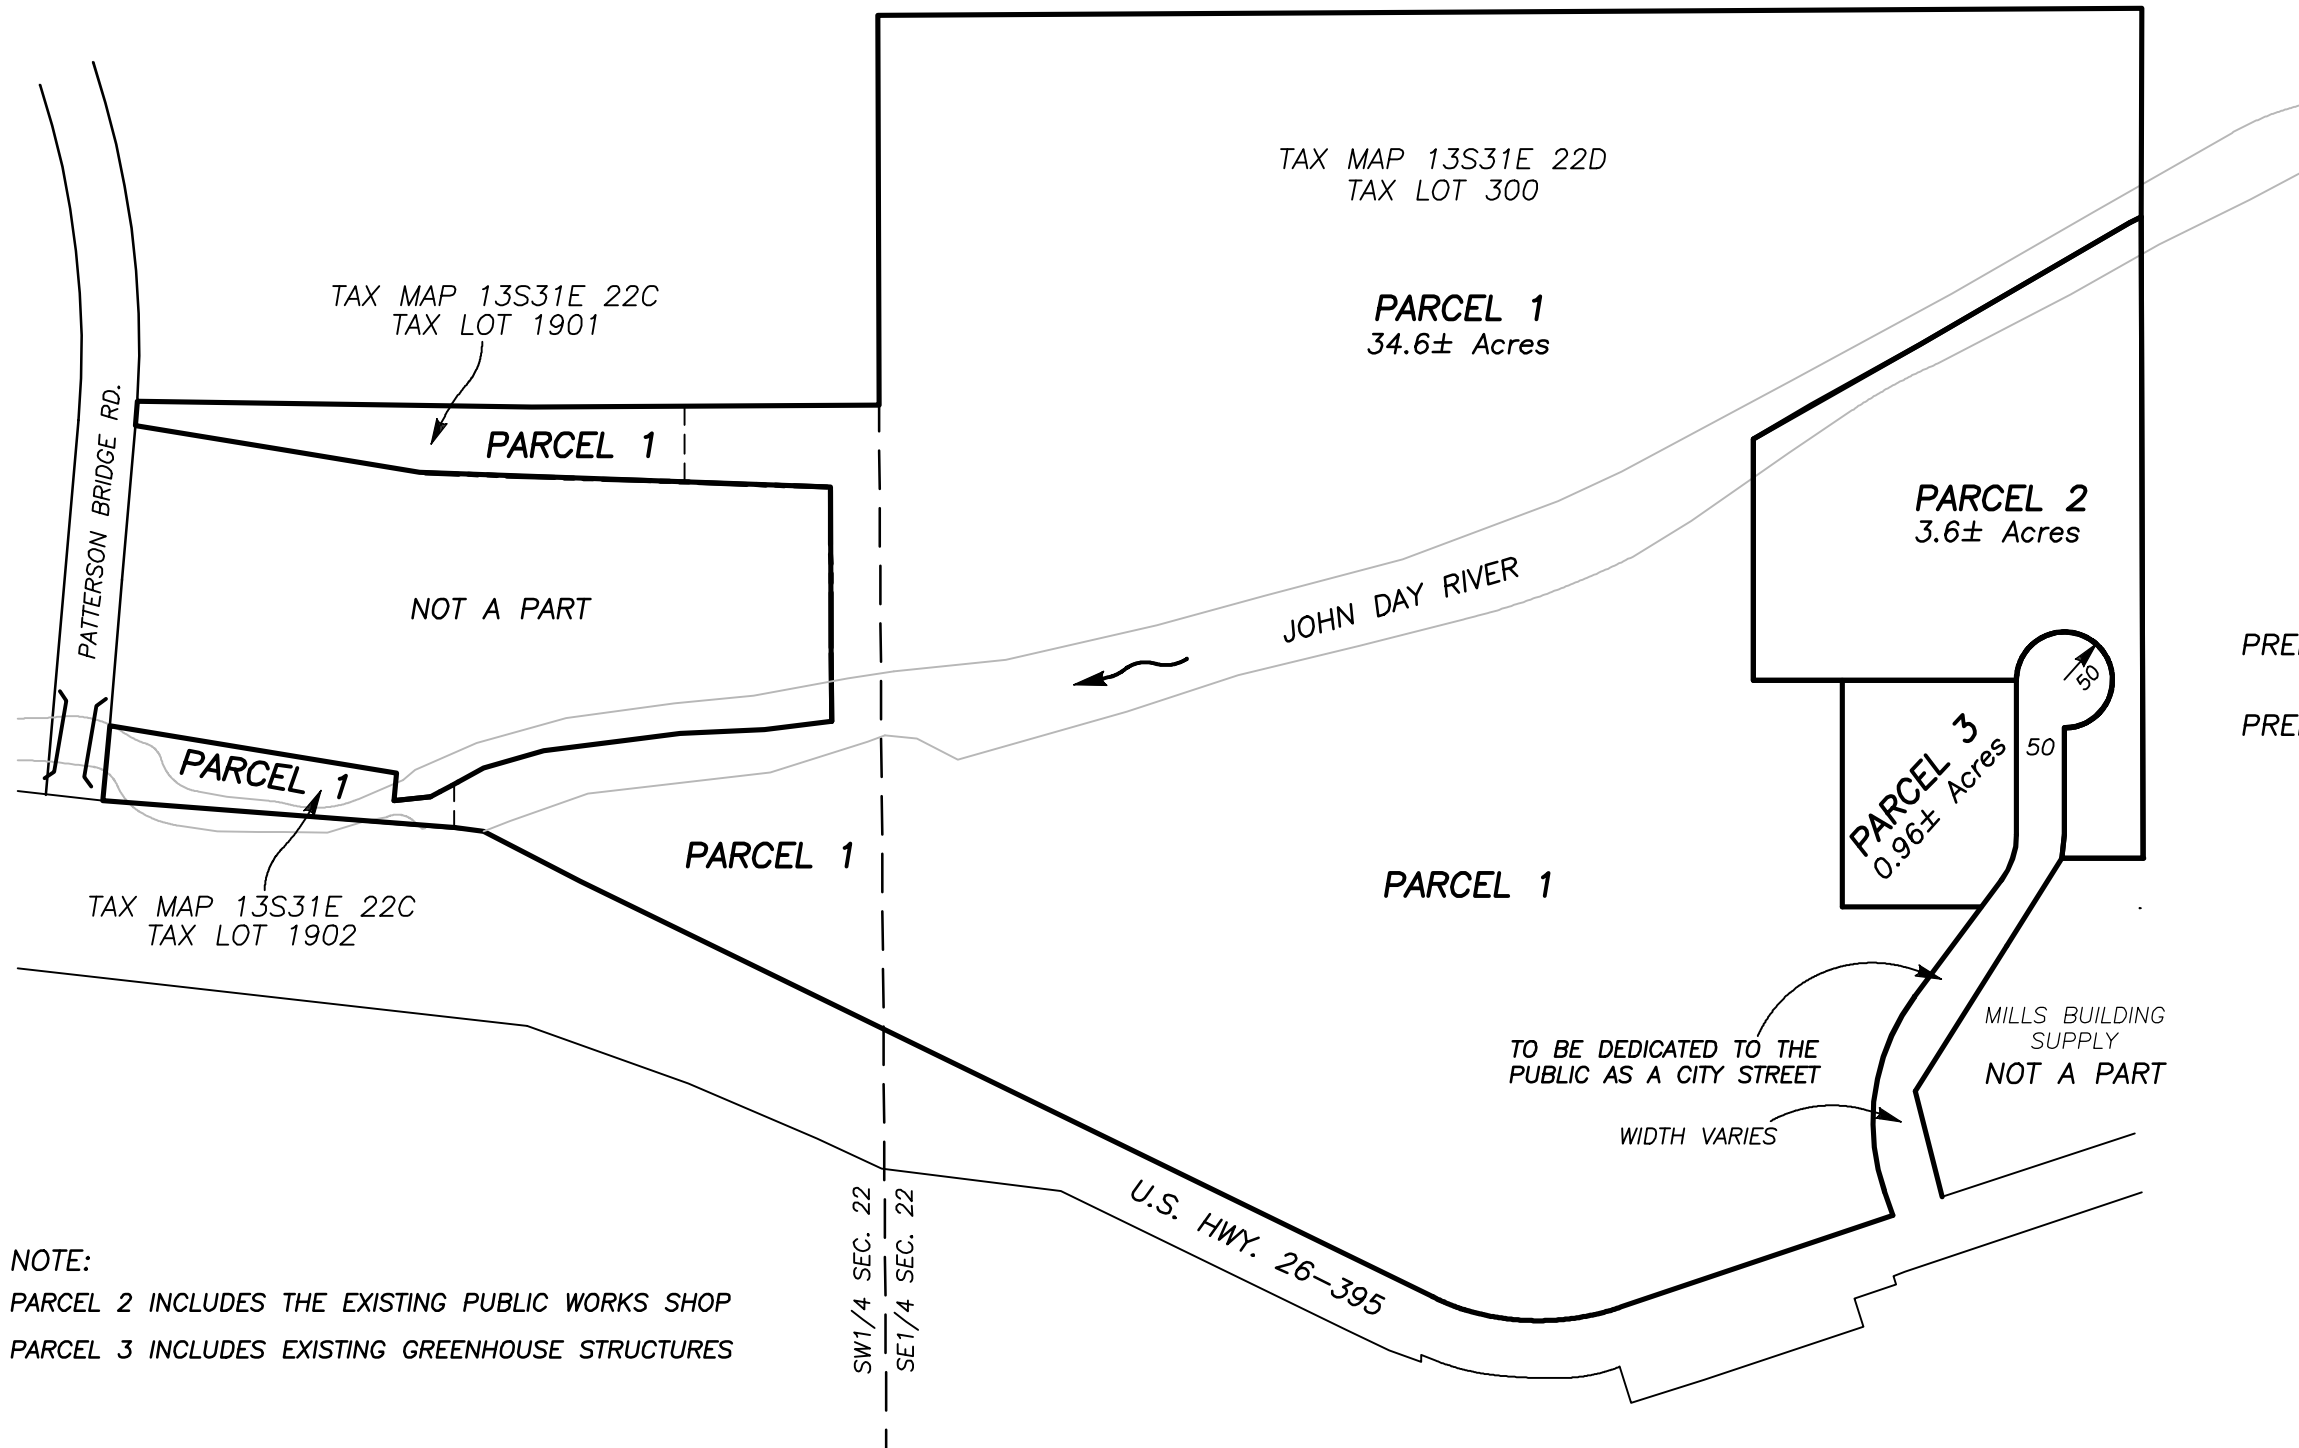 TAX MAP 13S31E 22D
TAX LOT 300
PARCEL 1
34.6± Acres
TAX MAP 13S31E 22C
TAX LOT 1901
PARCEL 1
PATTERSON BRIDGE RD.
NOT A PART
JOHN DAY RIVER
PARCEL 2
3.6± Acres
50
50
PARCEL 3
0.96± Acres
PARCEL 1
PARCEL 1
PARCEL 1
TAX MAP 13S31E 22C
TAX LOT 1902
TO BE DEDICATED TO THE
PUBLIC AS A CITY STREET
WIDTH VARIES
MILLS BUILDING
SUPPLY
NOT A PART
U.S. HWY. 26-395
SW1/4 SEC. 22
SE1/4 SEC. 22
NOTE:
PARCEL 2 INCLUDES THE EXISTING PUBLIC WORKS SHOP
PARCEL 3 INCLUDES EXISTING GREENHOUSE STRUCTURES